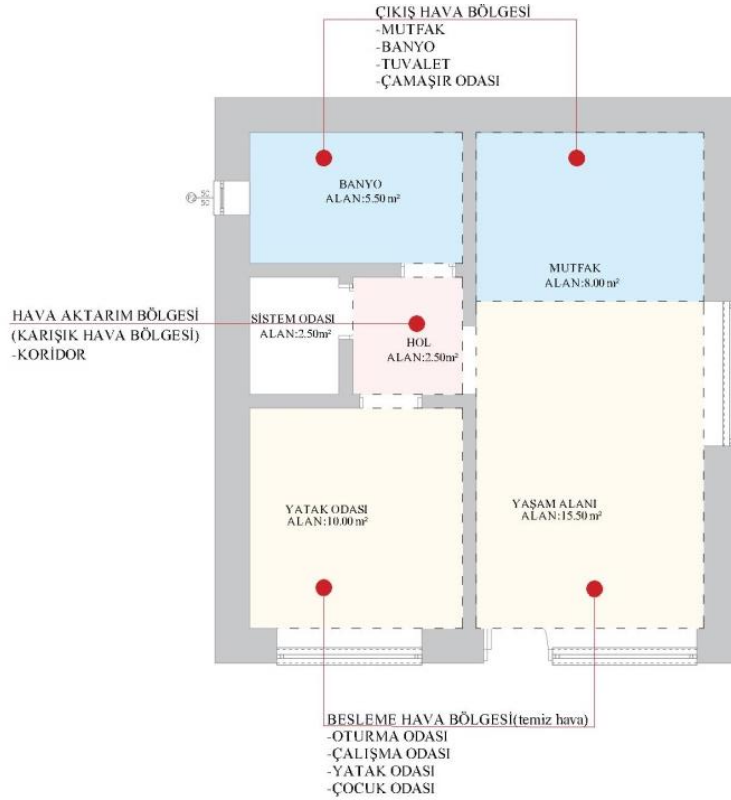 ÇIKIŞ HAVA BÖLGESİ
-MUTFAK
-BANYO
-TUVALET
-ÇAMAŞIR ODASI
BANYO
ALAN:5.50 m²
50
50
MUTFAK
ALAN:8.00 m²
HAVA AKTARIM BÖLGESİ
(KARIŞIK HAVA BÖLGESİ)
-KORİDOR
SİSTEM ODASI
ALAN:2.50m²
HOL
ALAN:2.50m²
YATAK ODASI
ALAN:10.00 m²
YAŞAM ALANI
ALAN:15.50 m²
BESLEME HAVA BÖLGESİ(temiz hava)
-OTURMA ODASI
-ÇALIŞMA ODASI
-YATAK ODASI
-ÇOCUK ODASI